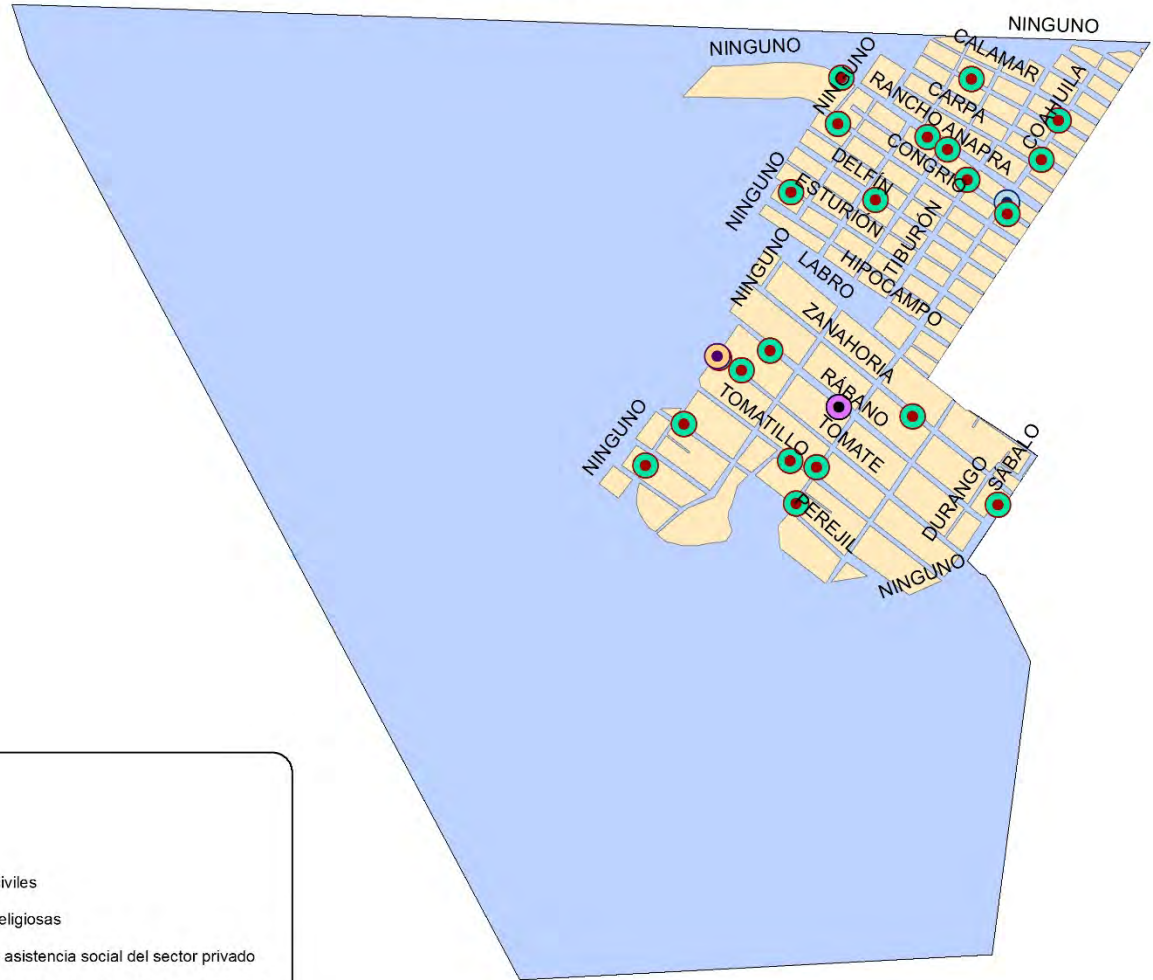 NINGUNO
NINGUNO
CALAMAR
NINGUNO
CARPA
COAHUILA
RANCHO ANAPRA
CONGRIO
DELFÍN
NINGUNO
ESTURIÓN
TIBURÓN
NINGUNO
LABRO
HIPOCAMPO
ZANAHORIA
RÁBANO
TOMATILLO
TOMATE
NINGUNO
SÁBALO
DURANGO
PEREJIL
NINGUNO
iviles
eligiosas
asistencia social del sector privado